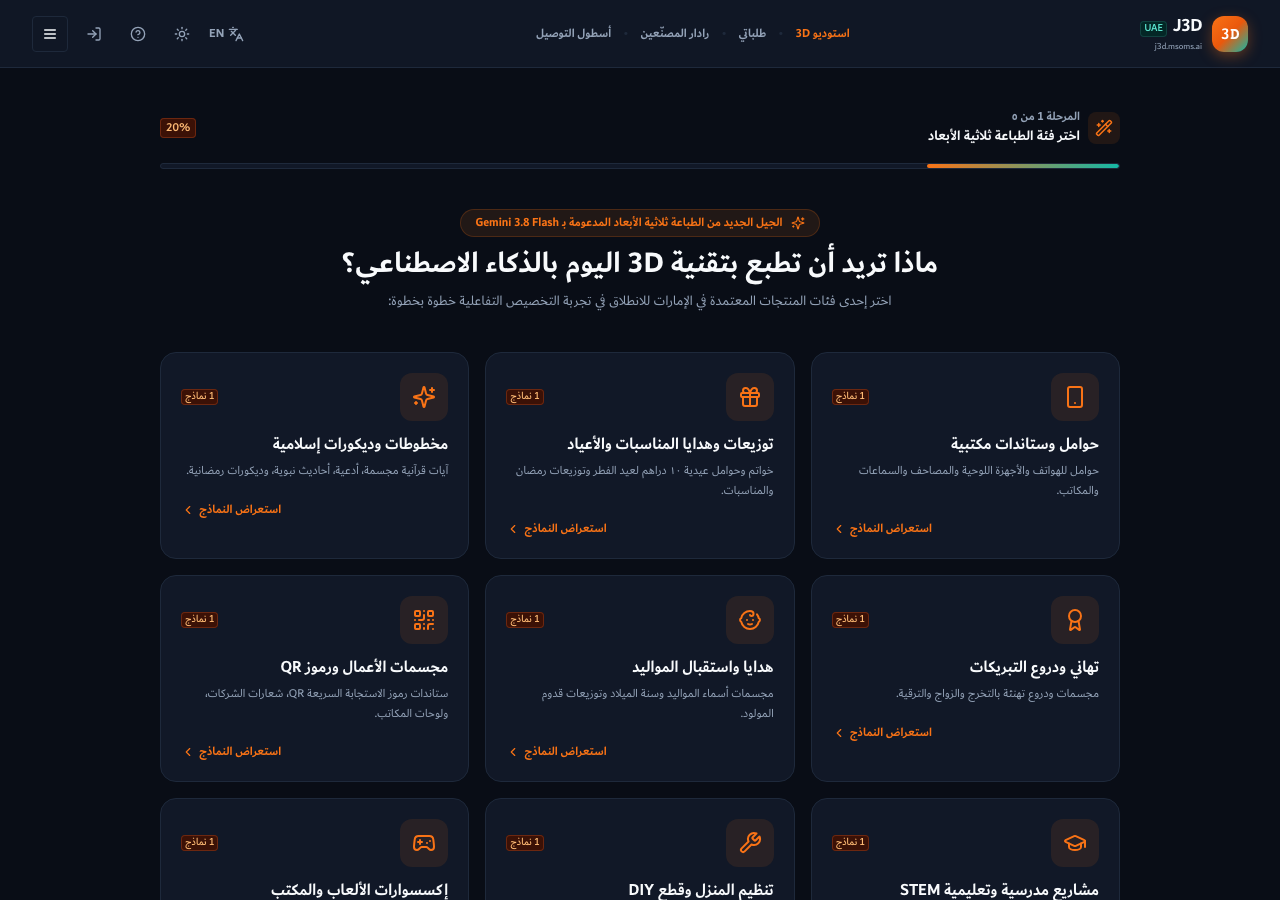 3D
J3D
UAE
j3d.msoms.ai
استوديو 3D
طلباتي
رادار المصنّعين
أسطول التوصيل
EN
المرحلة 1 من ٥
اختر فئة الطباعة ثلاثية الأبعاد
20%
الجيل الجديد من الطباعة ثلاثية الأبعاد المدعومة بـ Gemini 3.8 Flash
ماذا تريد أن تطبع بتقنية 3D اليوم بالذكاء الاصطناعي؟
اختر إحدى فئات المنتجات المعتمدة في الإمارات للانطلاق في تجربة التخصيص التفاعلية خطوة بخطوة:
1 نماذج
حوامل وستاندات مكتبية
حوامل للهواتف والأجهزة اللوحية والمصاحف والسماعات
والمكاتب.
استعراض النماذج
1 نماذج
توزيعات وهدايا المناسبات والأعياد
خواتم وحوامل عيدية ١٠ دراهم لعيد الفطر وتوزيعات رمضان
والمناسبات.
استعراض النماذج
1 نماذج
مخطوطات وديكورات إسلامية
آيات قرآنية مجسمة، أدعية، أحاديث نبوية، وديكورات رمضانية.
استعراض النماذج
1 نماذج
تهاني ودروع التبريكات
مجسمات ودروع تهنئة بالتخرج والزواج والترقية.
استعراض النماذج
1 نماذج
هدايا واستقبال المواليد
مجسمات أسماء المواليد وسنة الميلاد وتوزيعات قدوم
المولود.
استعراض النماذج
1 نماذج
مجسمات الأعمال ورموز QR
ستاندات رموز الاستجابة السريعة QR، شعارات الشركات،
ولوحات المكاتب.
استعراض النماذج
1 نماذج
مشاريع مدرسية وتعليمية STEM
1 نماذج
تنظيم المنزل وقطع DIY
1 نماذج
إكسسوارات الألعاب والمكتب